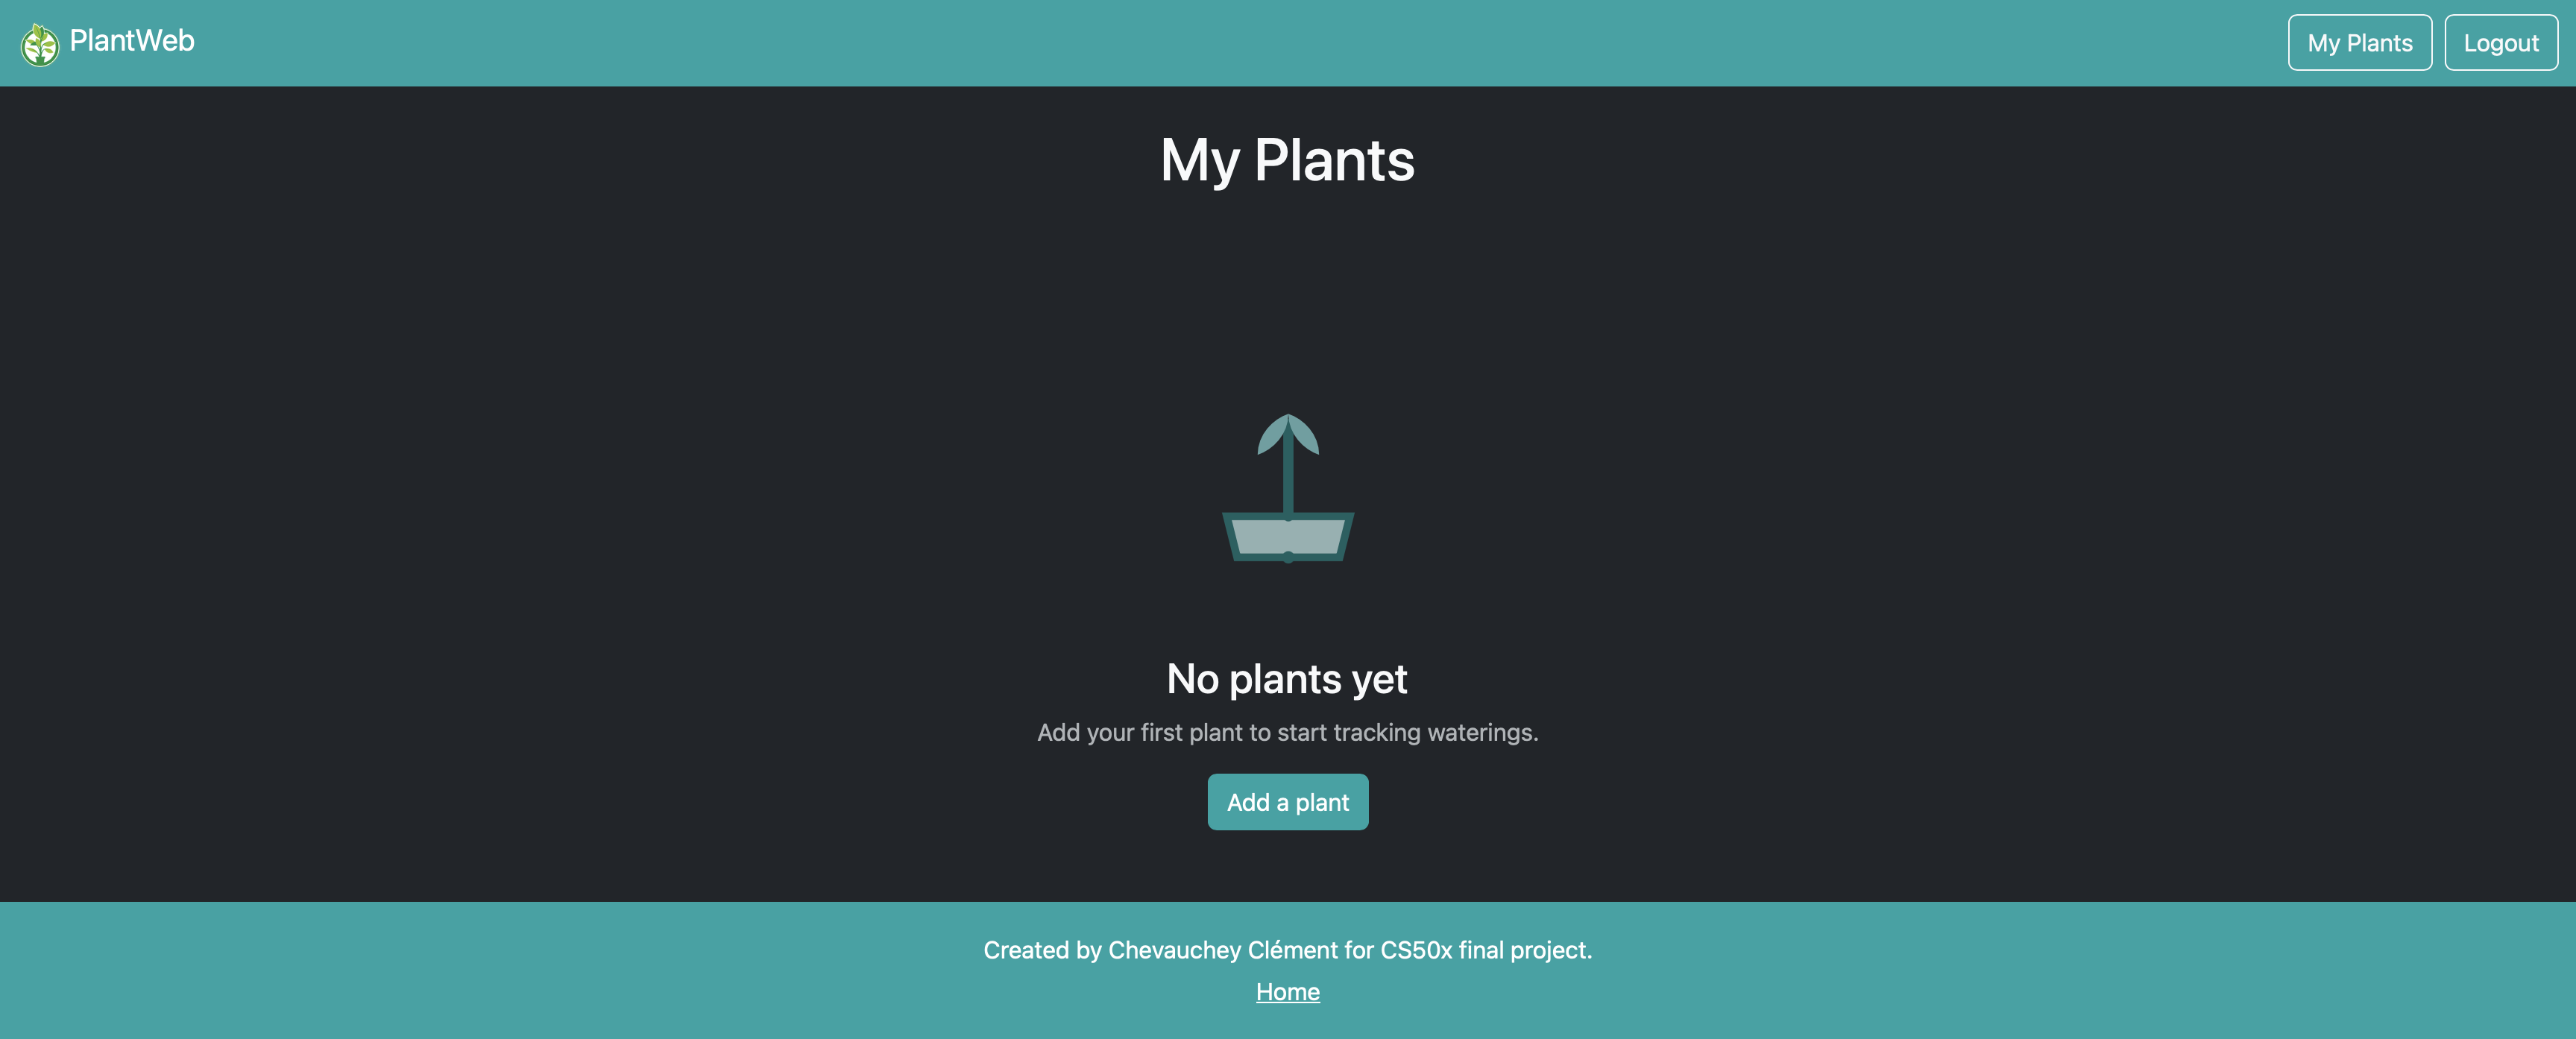 PlantWeb
My Plants
Logout
My Plants
No plants yet
Add your first plant to start tracking waterings.
Add a plant
Created by Chevauchey Clément for CS50x final project.
Home